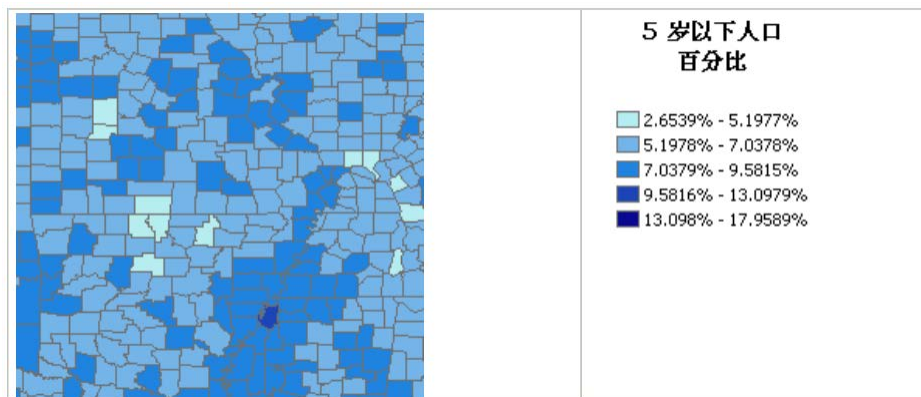 5 岁以下人口
百分比
2.6539% - 5.1977%
5.1978% - 7.0378%
7.0379% - 9.5815%
9.5816% - 13.0979%
13.098% - 17.9589%